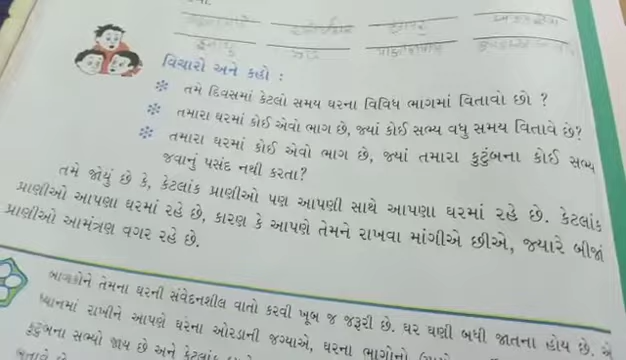 વિચારો અને કહો :
તમે દિવસમાં કેટલો સમય ઘરના વિવિધ ભાગમાં વિતાવો છો ?
તમારા ઘરમાં કોઈ એવો ભાગ છે, જ્યાં કોઈ સભ્ય વધુ સમય વિતાવે છે?
તમારા ઘરમાં કોઈ એવો ભાગ છે, જ્યાં તમારા કુટુંબના કોઈ સભ્ય
જવાનું પસંદ નથી કરતા?
તમે જોયું છે કે, કેટલાંક પ્રાણીઓ પણ આપણી સાથે આપણા ઘરમાં રહે છે. કેટલાંક
પ્રાણીઓ આપણા ઘરમાં રહે છે, કારણ કે આપણે તેમને રાખવા માંગીએ છીએ, જ્યારે બીજાં
પ્રાણીઓ આમંત્રણ વગર રહે છે.
બાળકોને તેમના ઘરની સંવેદનશીલ વાતો કરવી ખૂબ જ જરૂરી છે. ઘર ઘણી બધી જાતના હોય છે. એ
ધ્યાનમાં રાખીને આપણે ઘરના ઓરડાની જગ્યાએ, ઘરના ભાગોનો
કુટુંબના સભ્યો જાય છે અને કેટલાંક